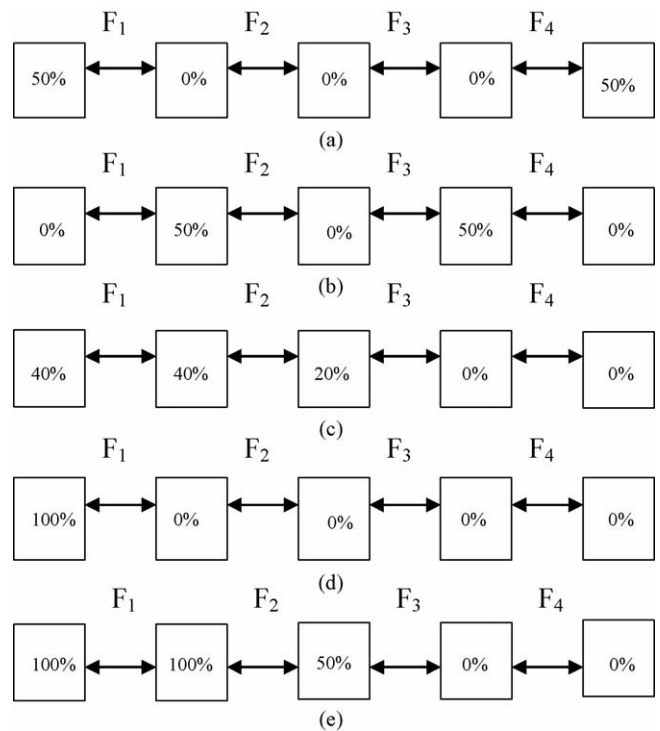 F₁ F₂ F₃ F₄
50% 0% 0% 0% 50%
(a)
F₁ F₂ F₃ F₄
0% 50% 0% 50% 0%
(b)
F₁ F₂ F₃ F₄
40% 40% 20% 0% 0%
(c)
F₁ F₂ F₃ F₄
100% 0% 0% 0% 0%
(d)
F₁ F₂ F₃ F₄
100% 100% 50% 0% 0%
(e)